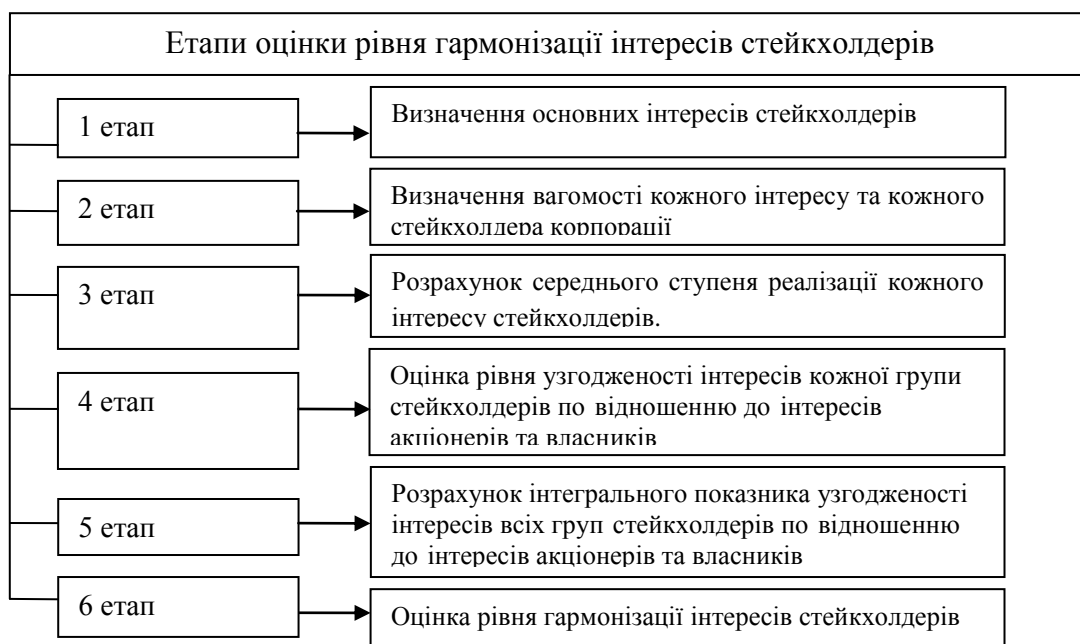 Етапи оцінки рівня гармонізації інтересів стейкхолдерів
1 етап
Визначення основних інтересів стейкхолдерів
2 етап
Визначення вагомості кожного інтересу та кожного
стейкхолдера корпорації
3 етап
Розрахунок середнього ступеня реалізації кожного
інтересу стейкхолдерів.
4 етап
Оцінка рівня узгодженості інтересів кожної групи
стейкхолдерів по відношенню до інтересів
акціонерів та власників
5 етап
Розрахунок інтегрального показника узгодженості
інтересів всіх груп стейкхолдерів по відношенню
до інтересів акціонерів та власників
6 етап
Оцінка рівня гармонізації інтересів стейкхолдерів